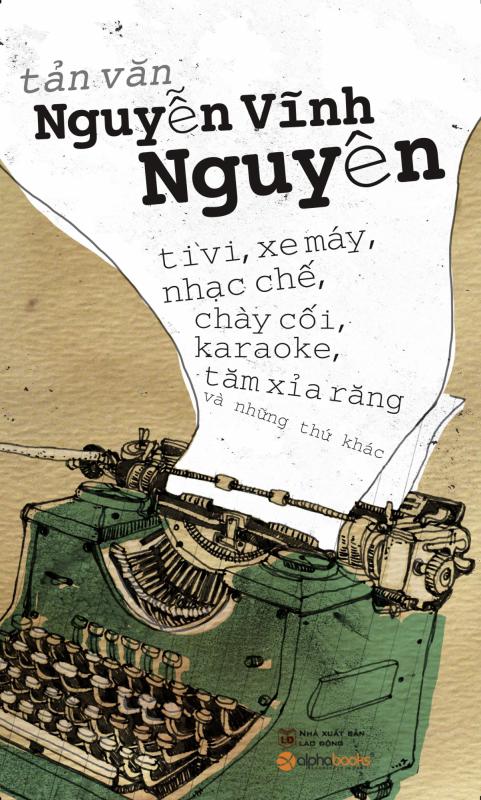 tản văn
Nguyễn Vĩnh
Nguyên
tivi, xe máy,
nhạc chế,
chày cối,
karaoke,
tăm xỉa răng
và những thứ khác
NHÀ XUẤT BẢN
LAO ĐỘNG
alphabooks